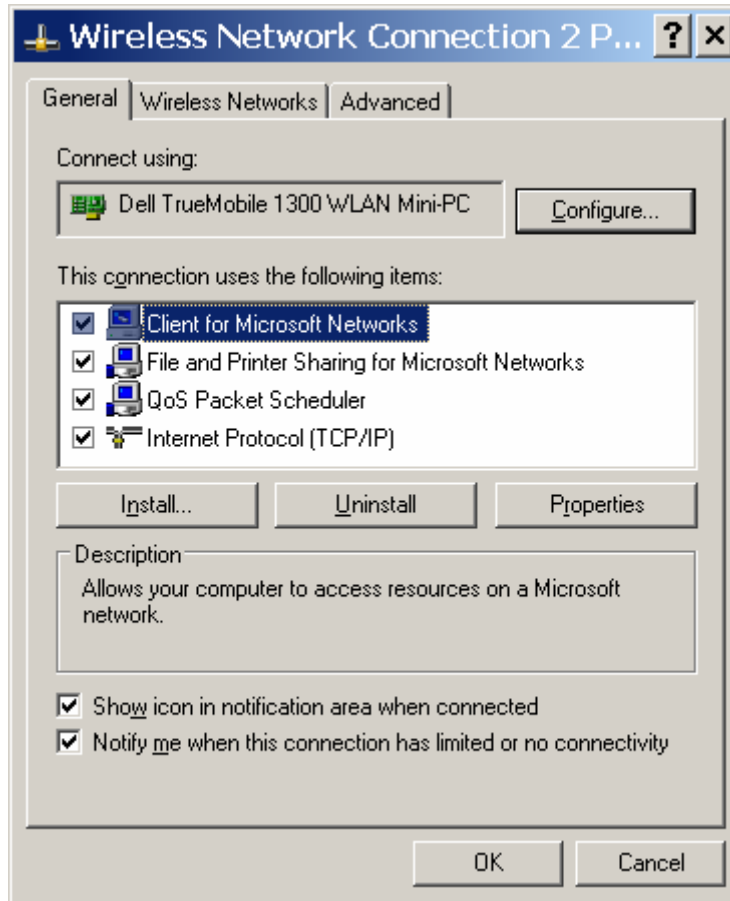 Wireless Network Connection 2 P...
General Wireless Networks Advanced
Connect using:
Dell TrueMobile 1300 WLAN Mini-PC Configure...
This connection uses the following items:
Client for Microsoft Networks
File and Printer Sharing for Microsoft Networks
QoS Packet Scheduler
Internet Protocol (TCP/IP)
Install... Uninstall Properties
Description
Allows your computer to access resources on a Microsoft
network.
Show icon in notification area when connected
Notify me when this connection has limited or no connectivity
OK Cancel